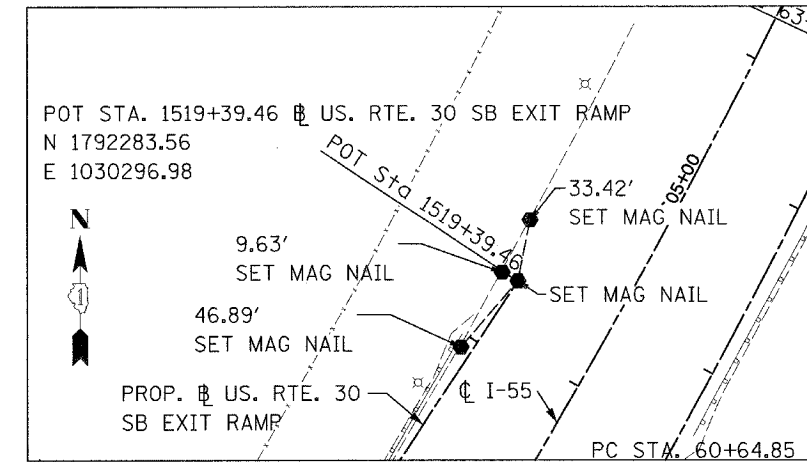 POT STA. 1519+39.46 ℄ US. RTE. 30 SB EXIT RAMP
N 1792283.56
E 1030296.98
POT Sta 1519+39.46
N
1
9.63'
SET MAG NAIL
46.89'
SET MAG NAIL
33.42'
SET MAG NAIL
SET MAG NAIL
05+00
PROP. ⅊ US. RTE. 30
SB EXIT RAMP
℄ I-55
PC STA. 60+64.85